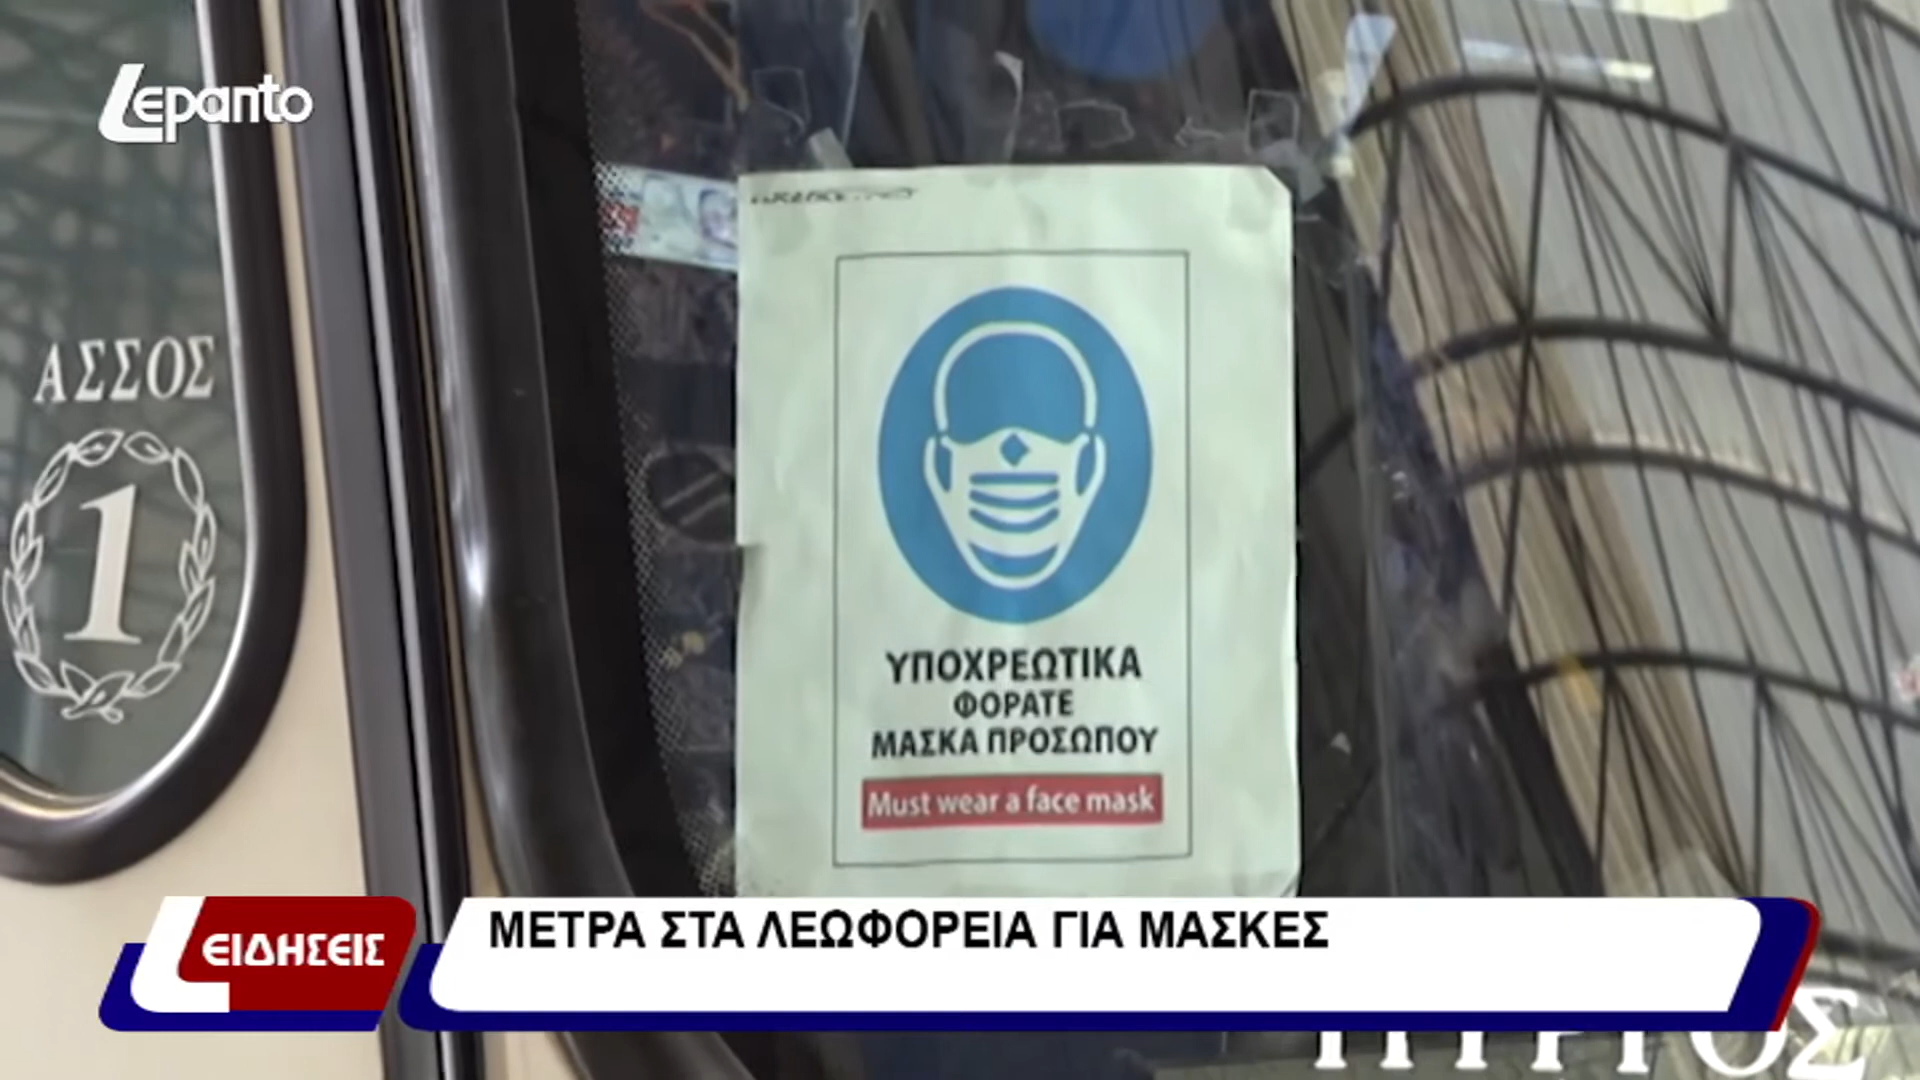 Lepanto
ΑΣΣΟΣ
1
ΥΠΟΧΡΕΩΤΙΚΑ
ΦΟΡΑΤΕ
ΜΑΣΚΑ ΠΡΟΣΩΠΟΥ
Must wear a face mask
ΕΙΔΗΣΕΙΣ
ΜΕΤΡΑ ΣΤΑ ΛΕΩΦΟΡΕΙΑ ΓΙΑ ΜΑΣΚΕΣ